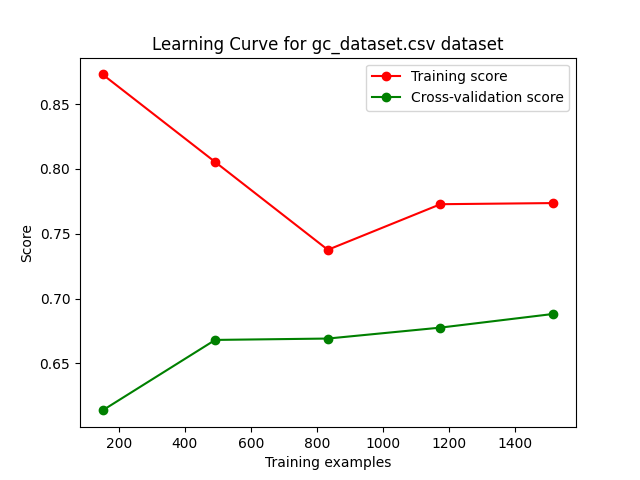 Learning Curve for gc_dataset.csv dataset
Training score
Cross-validation score
0.85
0.80
0.75
0.70
0.65
Score
200 400 600 800 1000 1200 1400
Training examples